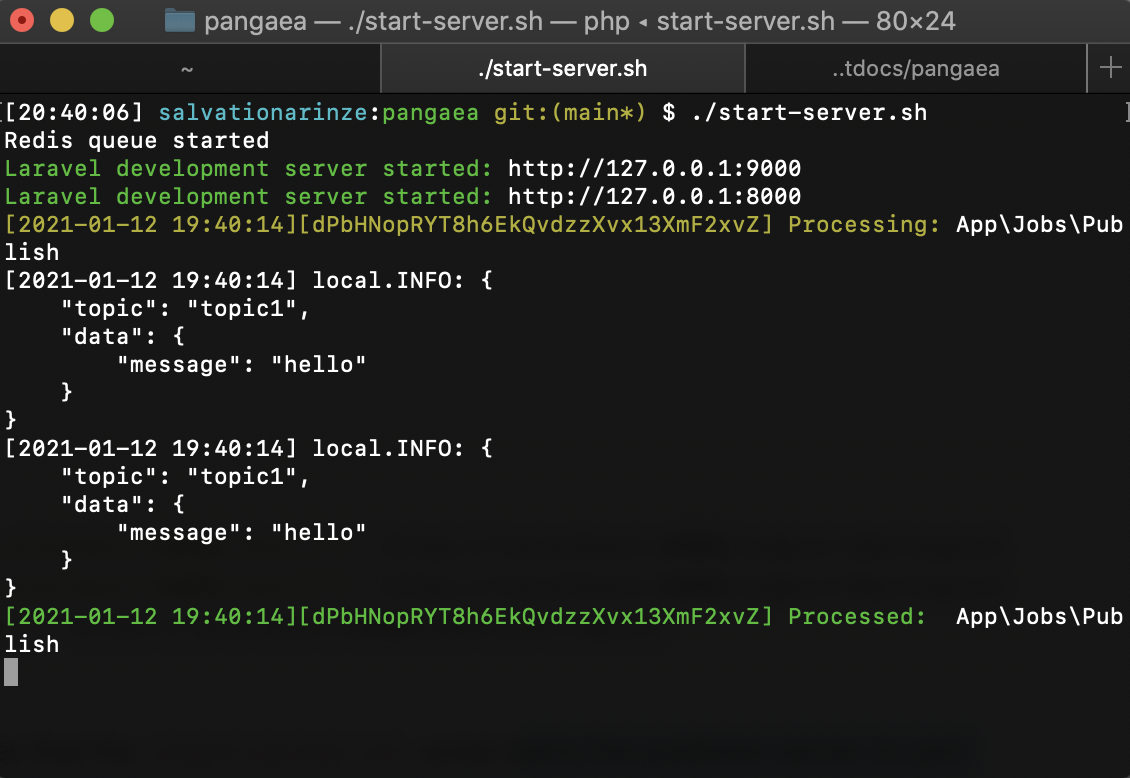 pangaea — ./start-server.sh — php ◂ start-server.sh — 80×24
~
./start-server.sh
..tdocs/pangaea
[[20:40:06] salvationarinze:pangaea git:(main*) $ ./start-server.sh
Redis queue started
Laravel development server started: http://127.0.0.1:9000
Laravel development server started: http://127.0.0.1:8000
[2021-01-12 19:40:14][dPbHNopRYT8h6EkQvdzzXvx13XmF2xvZ] Processing: App\Jobs\Pub
lish
[2021-01-12 19:40:14] local.INFO: {
    "topic": "topic1",
    "data": {
        "message": "hello"
    }
}
[2021-01-12 19:40:14] local.INFO: {
    "topic": "topic1",
    "data": {
        "message": "hello"
    }
}
[2021-01-12 19:40:14][dPbHNopRYT8h6EkQvdzzXvx13XmF2xvZ] Processed:  App\Jobs\Pub
lish